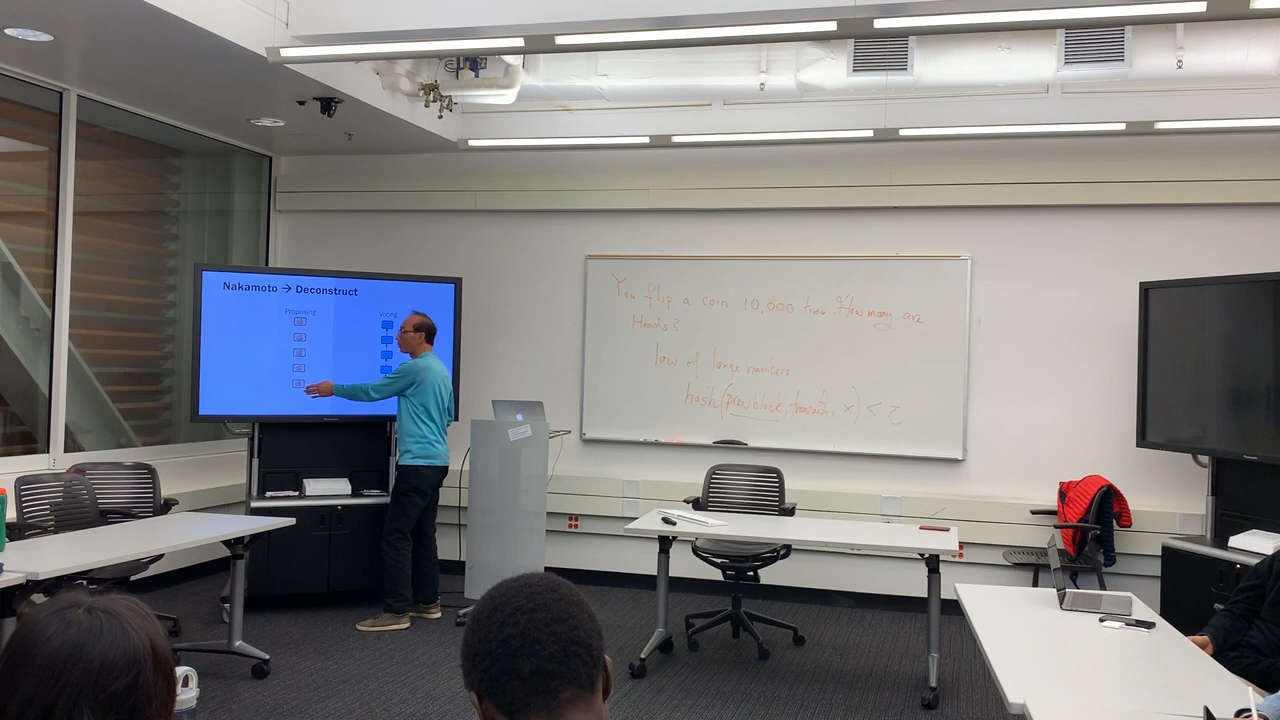 Nakamoto → Deconstruct
Proposing
Voting
You flip a coin 10,000 time. How many are
Heads?
law of large numbers
hash(prev block, transactn, x) < τ